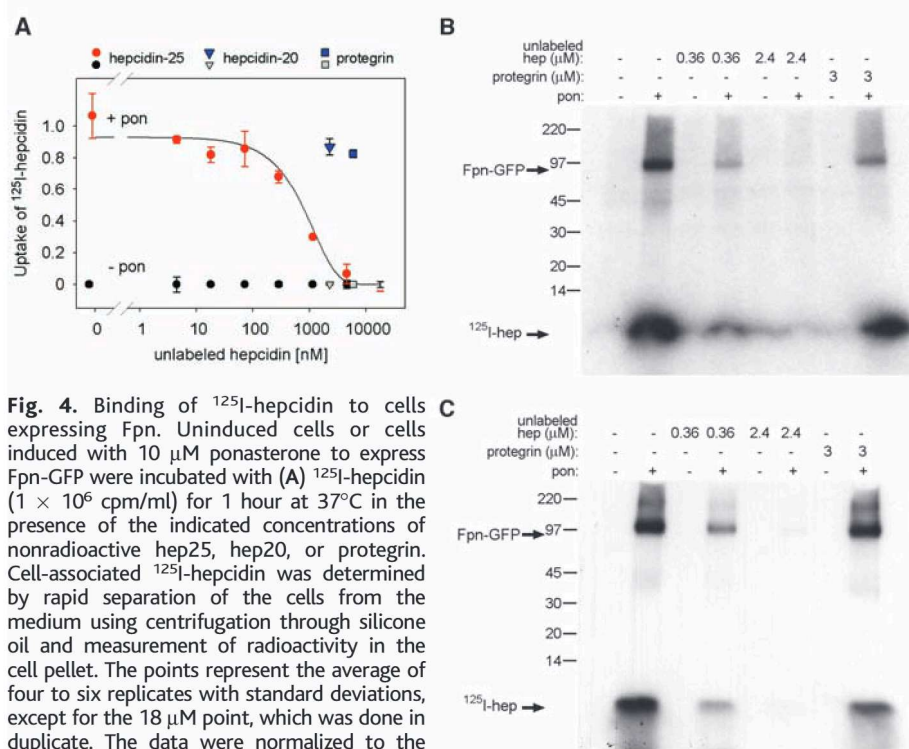 A
hepcidin-25 hepcidin-20 protegrin
+ pon
- pon
Uptake of ¹²⁵I-hepcidin
1.0
0.8
0.6
0.4
0.2
0
0 1 10 100 1000 10000
unlabeled hepcidin [nM]
Fig. 4. Binding of ¹²⁵I-hepcidin to cells
expressing Fpn. Uninduced cells or cells
induced with 10 μM ponasterone to express
Fpn-GFP were incubated with (A) ¹²⁵I-hepcidin
(1 × 10⁶ cpm/ml) for 1 hour at 37°C in the
presence of the indicated concentrations of
nonradioactive hep25, hep20, or protegrin.
Cell-associated ¹²⁵I-hepcidin was determined
by rapid separation of the cells from the
medium using centrifugation through silicone
oil and measurement of radioactivity in the
cell pellet. The points represent the average of
four to six replicates with standard deviations,
except for the 18 μM point, which was done in
duplicate. The data were normalized to the
B
unlabeled
hep (μM): - - 0.36 0.36 2.4 2.4 - -
protegrin (μM): - - - - - - 3 3
pon: - + - + - + - +
220
97
Fpn-GFP
45
30
20
14
¹²⁵I-hep
C
unlabeled
hep (μM): - - 0.36 0.36 2.4 2.4 - -
protegrin (μM): - - - - - - 3 3
pon: - + - + - + - +
220
97
Fpn-GFP
45
30
20
14
¹²⁵I-hep